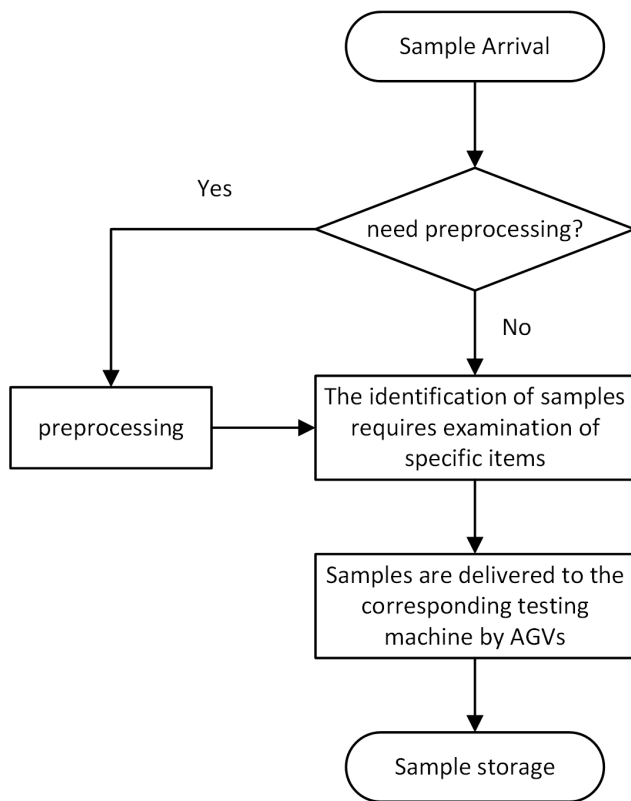 Sample Arrival
Yes
need preprocessing?
No
The identification of samples
preprocessing
requires examination of
specific items
Samples are delivered to the
corresponding testing
machine by AGVs
Sample storage